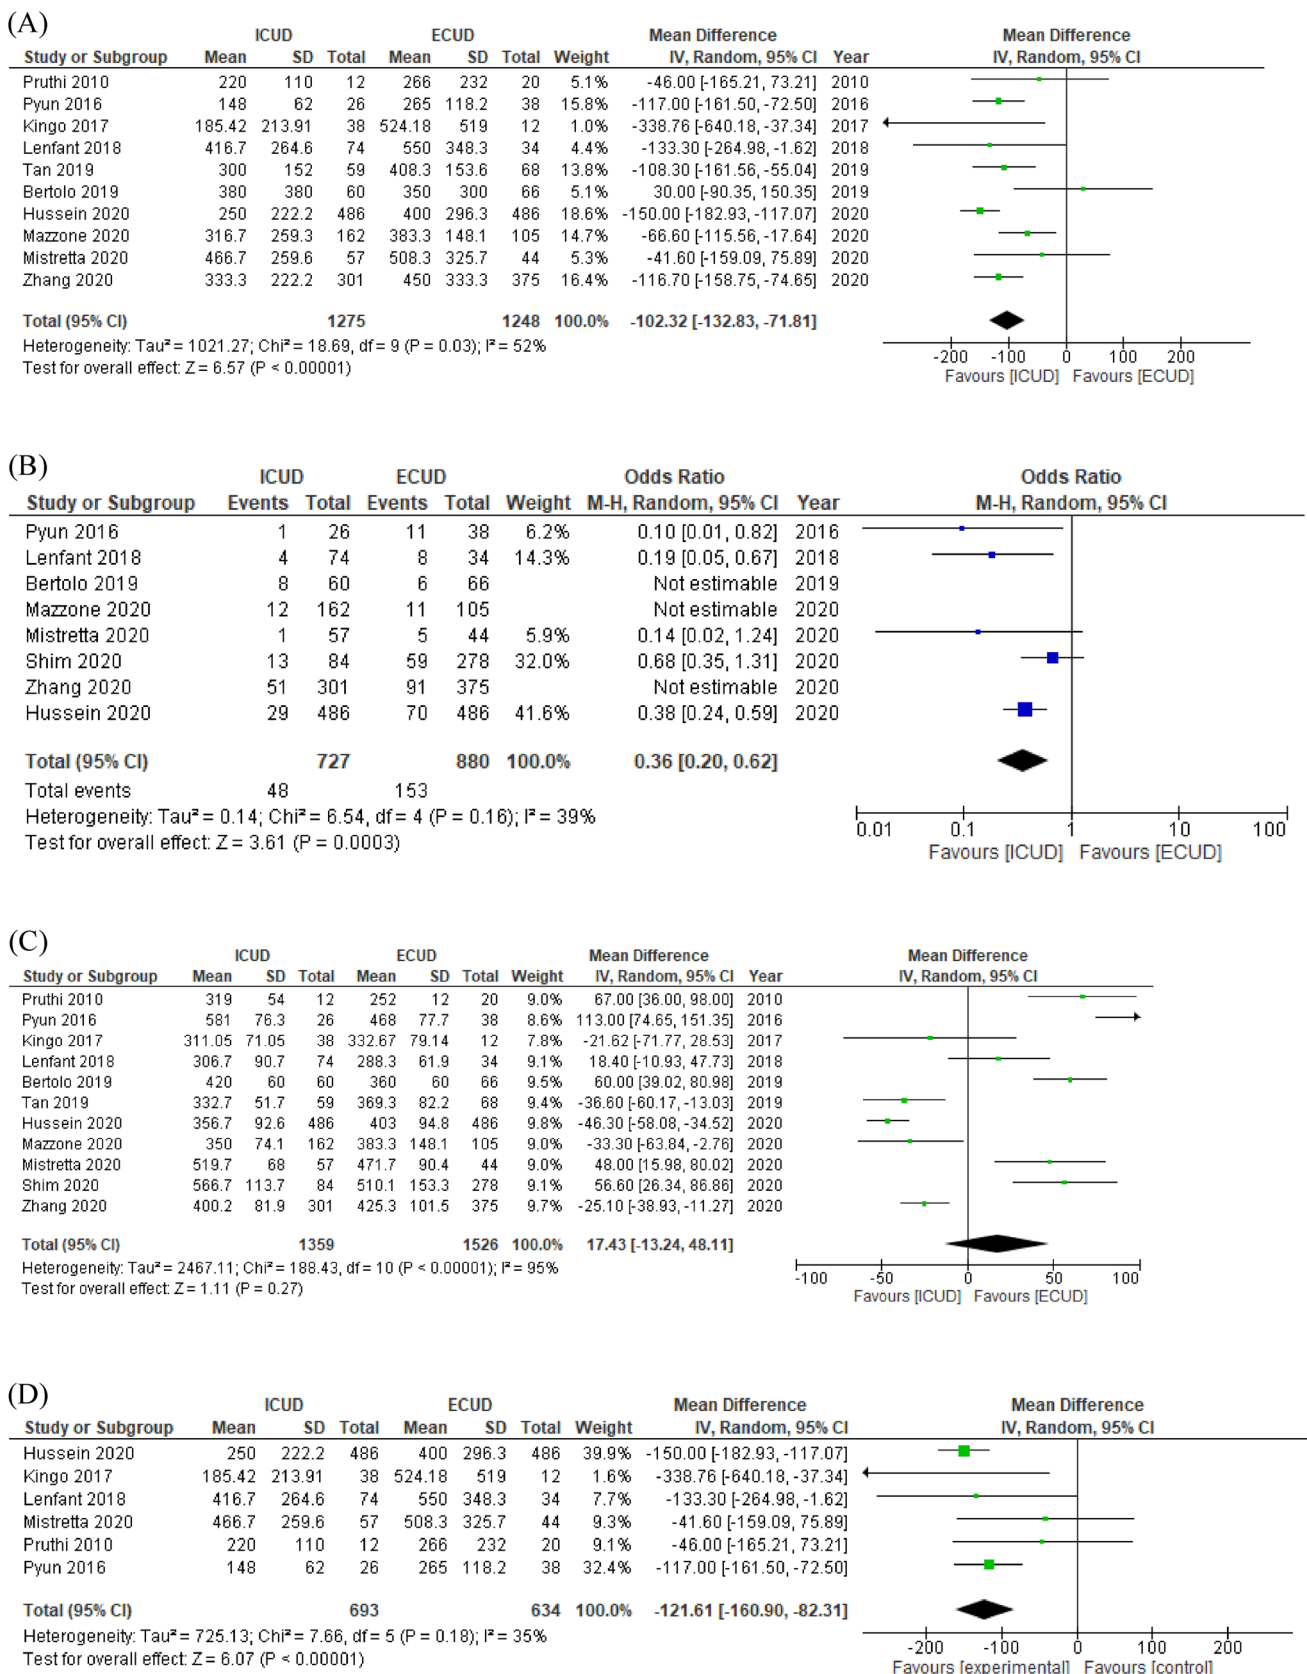 (A)
ICUD ECUD Mean Difference Mean Difference
Study or Subgroup Mean SD Total Mean SD Total Weight IV, Random, 95% CI Year IV, Random, 95% CI
Pruthi 2010 220 110 12 266 232 20 5.1% -46.00 [-165.21, 73.21] 2010
Pyun 2016 148 62 26 265 118.2 38 15.8% -117.00 [-161.50, -72.50] 2016
Kingo 2017 185.42 213.91 38 524.18 519 12 1.0% -338.76 [-640.18, -37.34] 2017
Lenfant 2018 416.7 264.6 74 550 348.3 34 4.4% -133.30 [-264.98, -1.62] 2018
Tan 2019 300 152 59 408.3 153.6 68 13.8% -108.30 [-161.56, -55.04] 2019
Bertolo 2019 380 380 60 350 300 66 5.1% 30.00 [-90.35, 150.35] 2019
Hussein 2020 250 222.2 486 400 296.3 486 18.6% -150.00 [-182.93, -117.07] 2020
Mazzone 2020 316.7 259.3 162 383.3 148.1 105 14.7% -66.60 [-115.56, -17.64] 2020
Mistretta 2020 466.7 259.6 57 508.3 325.7 44 5.3% -41.60 [-159.09, 75.89] 2020
Zhang 2020 333.3 222.2 301 450 333.3 375 16.4% -116.70 [-158.75, -74.65] 2020
Total (95% CI) 1275 1248 100.0% -102.32 [-132.83, -71.81]
Heterogeneity: Tau² = 1021.27; Chi² = 18.69, df = 9 (P = 0.03); I² = 52%
Test for overall effect: Z = 6.57 (P < 0.00001)
-200 -100 0 100 200
Favours [ICUD] Favours [ECUD]
(B)
ICUD ECUD Odds Ratio Odds Ratio
Study or Subgroup Events Total Events Total Weight M-H, Random, 95% CI Year M-H, Random, 95% CI
Pyun 2016 1 26 11 38 6.2% 0.10 [0.01, 0.82] 2016
Lenfant 2018 4 74 8 34 14.3% 0.19 [0.05, 0.67] 2018
Bertolo 2019 8 60 6 66 Not estimable 2019
Mazzone 2020 12 162 11 105 Not estimable 2020
Mistretta 2020 1 57 5 44 5.9% 0.14 [0.02, 1.24] 2020
Shim 2020 13 84 59 278 32.0% 0.68 [0.35, 1.31] 2020
Zhang 2020 51 301 91 375 Not estimable 2020
Hussein 2020 29 486 70 486 41.6% 0.38 [0.24, 0.59] 2020
Total (95% CI) 727 880 100.0% 0.36 [0.20, 0.62]
Total events 48 153
Heterogeneity: Tau² = 0.14; Chi² = 6.54, df = 4 (P = 0.16); I² = 39%
Test for overall effect: Z = 3.61 (P = 0.0003)
0.01 0.1 1 10 100
Favours [ICUD] Favours [ECUD]
(C)
ICUD ECUD Mean Difference Mean Difference
Study or Subgroup Mean SD Total Mean SD Total Weight IV, Random, 95% CI Year IV, Random, 95% CI
Pruthi 2010 319 54 12 252 12 20 9.0% 67.00 [36.00, 98.00] 2010
Pyun 2016 581 76.3 26 468 77.7 38 8.6% 113.00 [74.65, 151.35] 2016
Kingo 2017 311.05 71.05 38 332.67 79.14 12 7.8% -21.62 [-71.77, 28.53] 2017
Lenfant 2018 306.7 90.7 74 288.3 61.9 34 9.1% 18.40 [-10.93, 47.73] 2018
Bertolo 2019 420 60 60 360 60 66 9.5% 60.00 [39.02, 80.98] 2019
Tan 2019 332.7 51.7 59 369.3 82.2 68 9.4% -36.60 [-60.17, -13.03] 2019
Hussein 2020 356.7 92.6 486 403 94.8 486 9.8% -46.30 [-58.08, -34.52] 2020
Mazzone 2020 350 74.1 162 383.3 148.1 105 9.0% -33.30 [-63.84, -2.76] 2020
Mistretta 2020 519.7 68 57 471.7 90.4 44 9.0% 48.00 [15.98, 80.02] 2020
Shim 2020 566.7 113.7 84 510.1 153.3 278 9.1% 56.60 [26.34, 86.86] 2020
Zhang 2020 400.2 81.9 301 425.3 101.5 375 9.7% -25.10 [-38.93, -11.27] 2020
Total (95% CI) 1359 1526 100.0% 17.43 [-13.24, 48.11]
Heterogeneity: Tau² = 2467.11; Chi² = 188.43, df = 10 (P < 0.00001); I² = 95%
Test for overall effect: Z = 1.11 (P = 0.27)
-100 -50 0 50 100
Favours [ICUD] Favours [ECUD]
(D)
ICUD ECUD Mean Difference Mean Difference
Study or Subgroup Mean SD Total Mean SD Total Weight IV, Random, 95% CI IV, Random, 95% CI
Hussein 2020 250 222.2 486 400 296.3 486 39.9% -150.00 [-182.93, -117.07]
Kingo 2017 185.42 213.91 38 524.18 519 12 1.6% -338.76 [-640.18, -37.34]
Lenfant 2018 416.7 264.6 74 550 348.3 34 7.7% -133.30 [-264.98, -1.62]
Mistretta 2020 466.7 259.6 57 508.3 325.7 44 9.3% -41.60 [-159.09, 75.89]
Pruthi 2010 220 110 12 266 232 20 9.1% -46.00 [-165.21, 73.21]
Pyun 2016 148 62 26 265 118.2 38 32.4% -117.00 [-161.50, -72.50]
Total (95% CI) 693 634 100.0% -121.61 [-160.90, -82.31]
Heterogeneity: Tau² = 725.13; Chi² = 7.66, df = 5 (P = 0.18); I² = 35%
Test for overall effect: Z = 6.07 (P < 0.00001)
-200 -100 0 100 200
Favours [experimental] Favours [control]